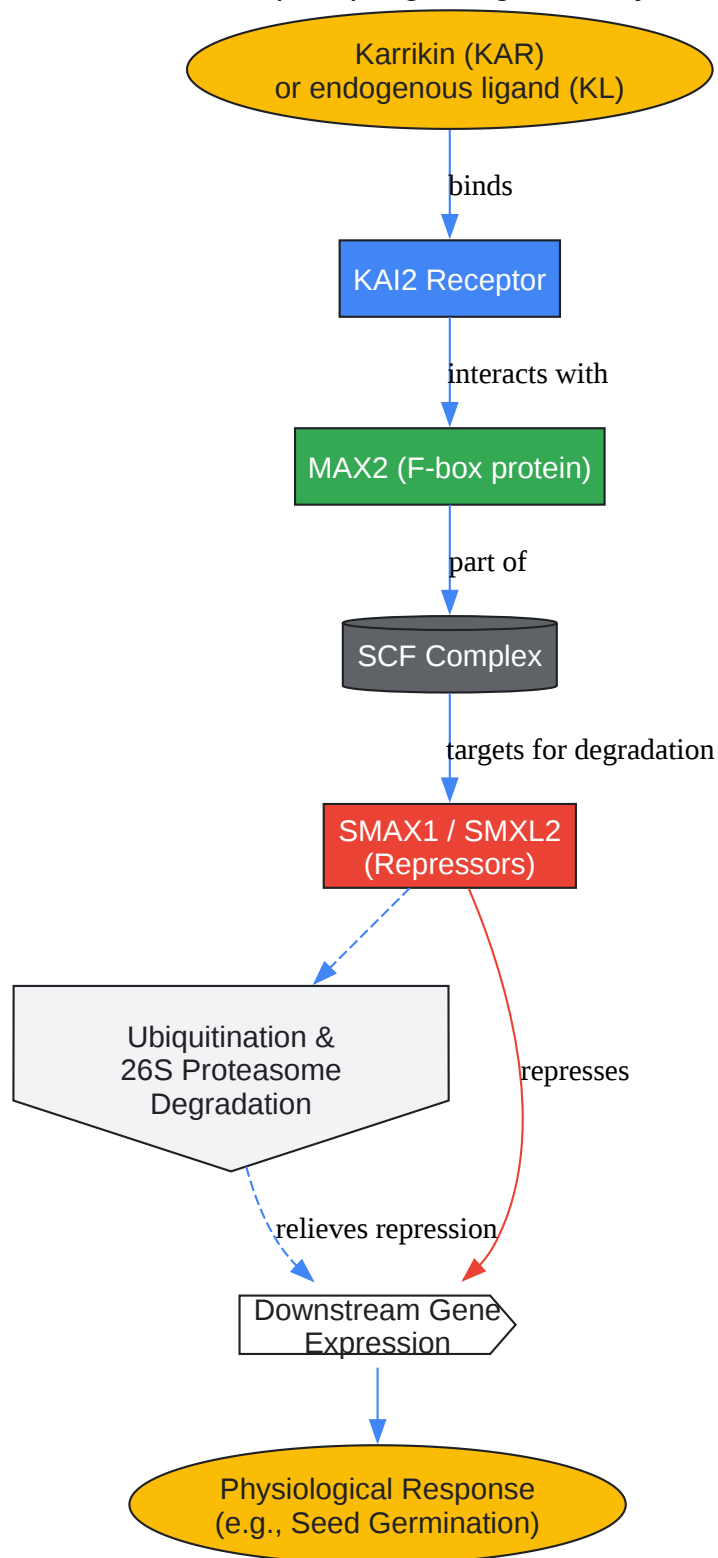 Karrikin (KAR)
or endogenous ligand (KL)
binds
KAI2 Receptor
interacts with
MAX2 (F-box protein)
part of
SCF Complex
targets for degradation
SMAX1 / SMXL2
(Repressors)
Ubiquitination &
26S Proteasome
Degradation
represses
relieves repression
Downstream Gene
Expression
Physiological Response
(e.g., Seed Germination)